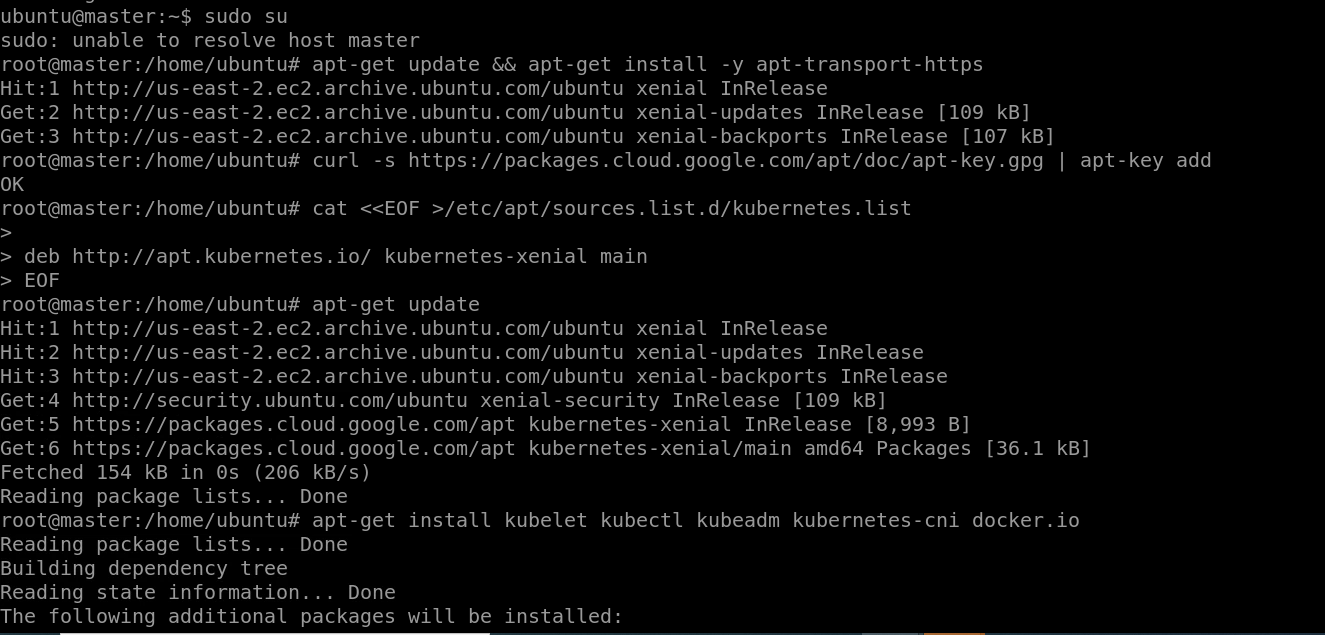 ubuntu@master:~$ sudo su
sudo: unable to resolve host master
root@master:/home/ubuntu# apt-get update && apt-get install -y apt-transport-https
Hit:1 http://us-east-2.ec2.archive.ubuntu.com/ubuntu xenial InRelease
Get:2 http://us-east-2.ec2.archive.ubuntu.com/ubuntu xenial-updates InRelease [109 kB]
Get:3 http://us-east-2.ec2.archive.ubuntu.com/ubuntu xenial-backports InRelease [107 kB]
root@master:/home/ubuntu# curl -s https://packages.cloud.google.com/apt/doc/apt-key.gpg | apt-key add
OK
root@master:/home/ubuntu# cat <<EOF >/etc/apt/sources.list.d/kubernetes.list
>
> deb http://apt.kubernetes.io/ kubernetes-xenial main
> EOF
root@master:/home/ubuntu# apt-get update
Hit:1 http://us-east-2.ec2.archive.ubuntu.com/ubuntu xenial InRelease
Hit:2 http://us-east-2.ec2.archive.ubuntu.com/ubuntu xenial-updates InRelease
Hit:3 http://us-east-2.ec2.archive.ubuntu.com/ubuntu xenial-backports InRelease
Get:4 http://security.ubuntu.com/ubuntu xenial-security InRelease [109 kB]
Get:5 https://packages.cloud.google.com/apt kubernetes-xenial InRelease [8,993 B]
Get:6 https://packages.cloud.google.com/apt kubernetes-xenial/main amd64 Packages [36.1 kB]
Fetched 154 kB in 0s (206 kB/s)
Reading package lists... Done
root@master:/home/ubuntu# apt-get install kubelet kubectl kubeadm kubernetes-cni docker.io
Reading package lists... Done
Building dependency tree
Reading state information... Done
The following additional packages will be installed: